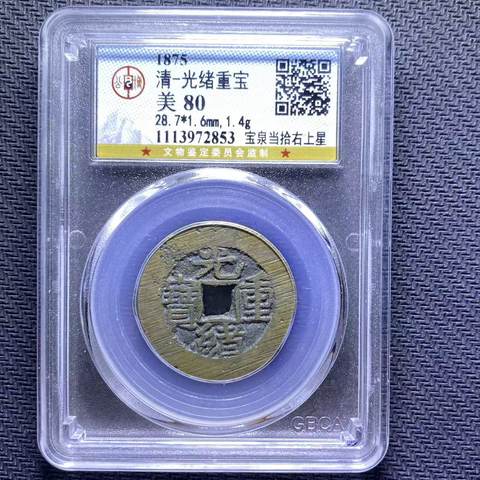 1875
清-光绪重宝
美 80
28.7*1.6mm,1.4g
1113972853 宝泉当拾右上星
★ 文物鉴定委员会监制 ★
光
寶 重
緒